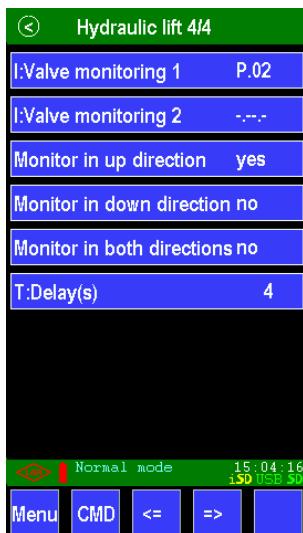 Hydraulic lift 4/4
I:Valve monitoring 1 P.02
I:Valve monitoring 2 -.--.-
Monitor in up direction yes
Monitor in down direction no
Monitor in both directions no
T:Delay(s) 4
Normal mode 15:04:16
iSD USB SD
Menu CMD <= =>